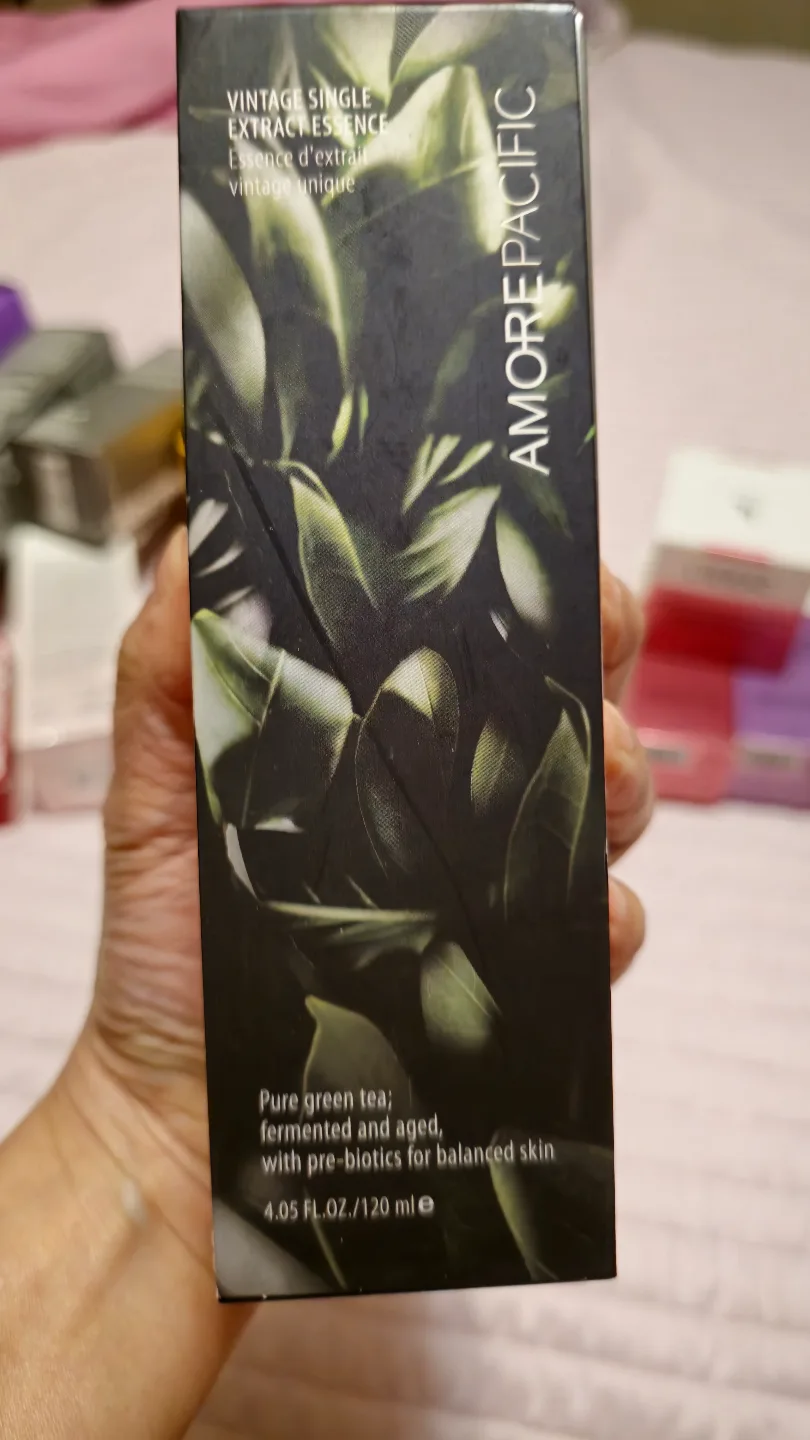 VINTAGE SINGLE
EXTRACT ESSENCE
Essence d'extrait
vintage unique
AMOREPACIFIC
Pure green tea;
fermented and aged,
with pre-biotics for balanced skin
4.05 FL.OZ./120 ml ℮